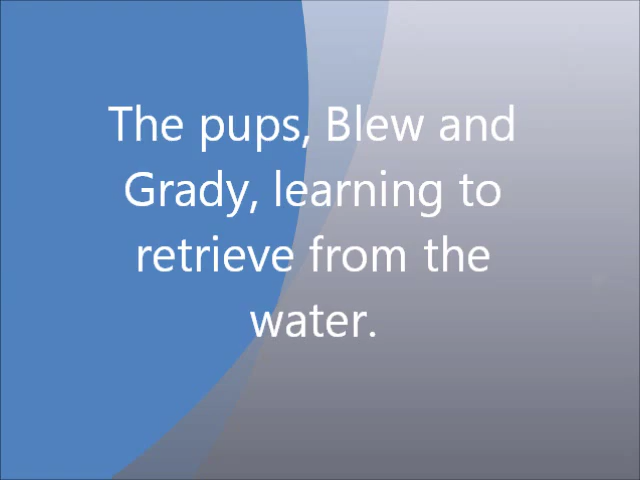 The pups, Blew and
Grady, learning to
retrieve from the
water.